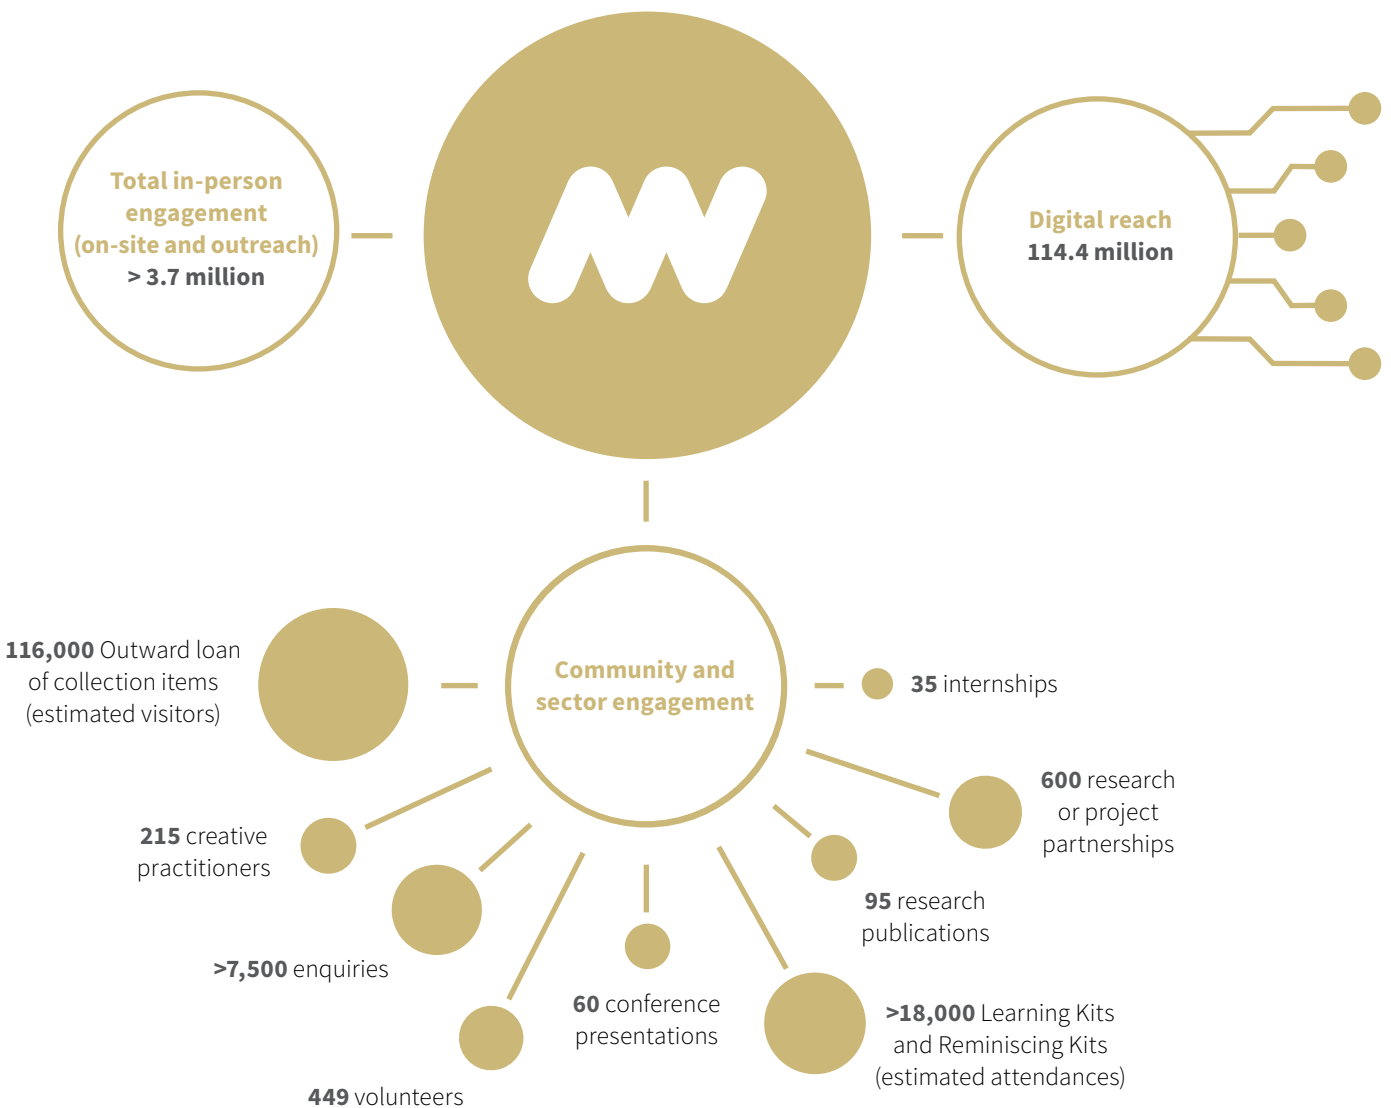 Total in-person
engagement
(on-site and outreach)
> 3.7 million
Digital reach
114.4 million
Community and
sector engagement
116,000 Outward loan
of collection items
(estimated visitors)
215 creative
practitioners
>7,500 enquiries
449 volunteers
60 conference
presentations
>18,000 Learning Kits
and Reminiscing Kits
(estimated attendances)
95 research
publications
600 research
or project
partnerships
35 internships